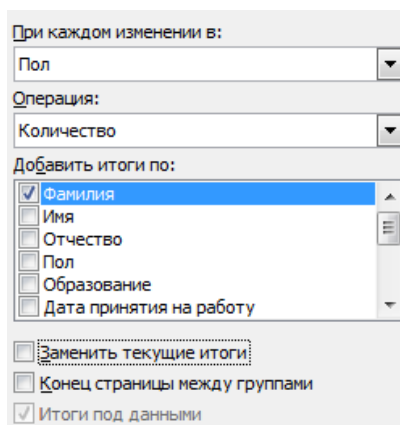 При каждом изменении в:
Пол
Операция:
Количество
Добавить итоги по:
Фамилия
Имя
Отчество
Пол
Образование
Дата принятия на работу
Заменить текущие итоги
Конец страницы между группами
Итоги под данными